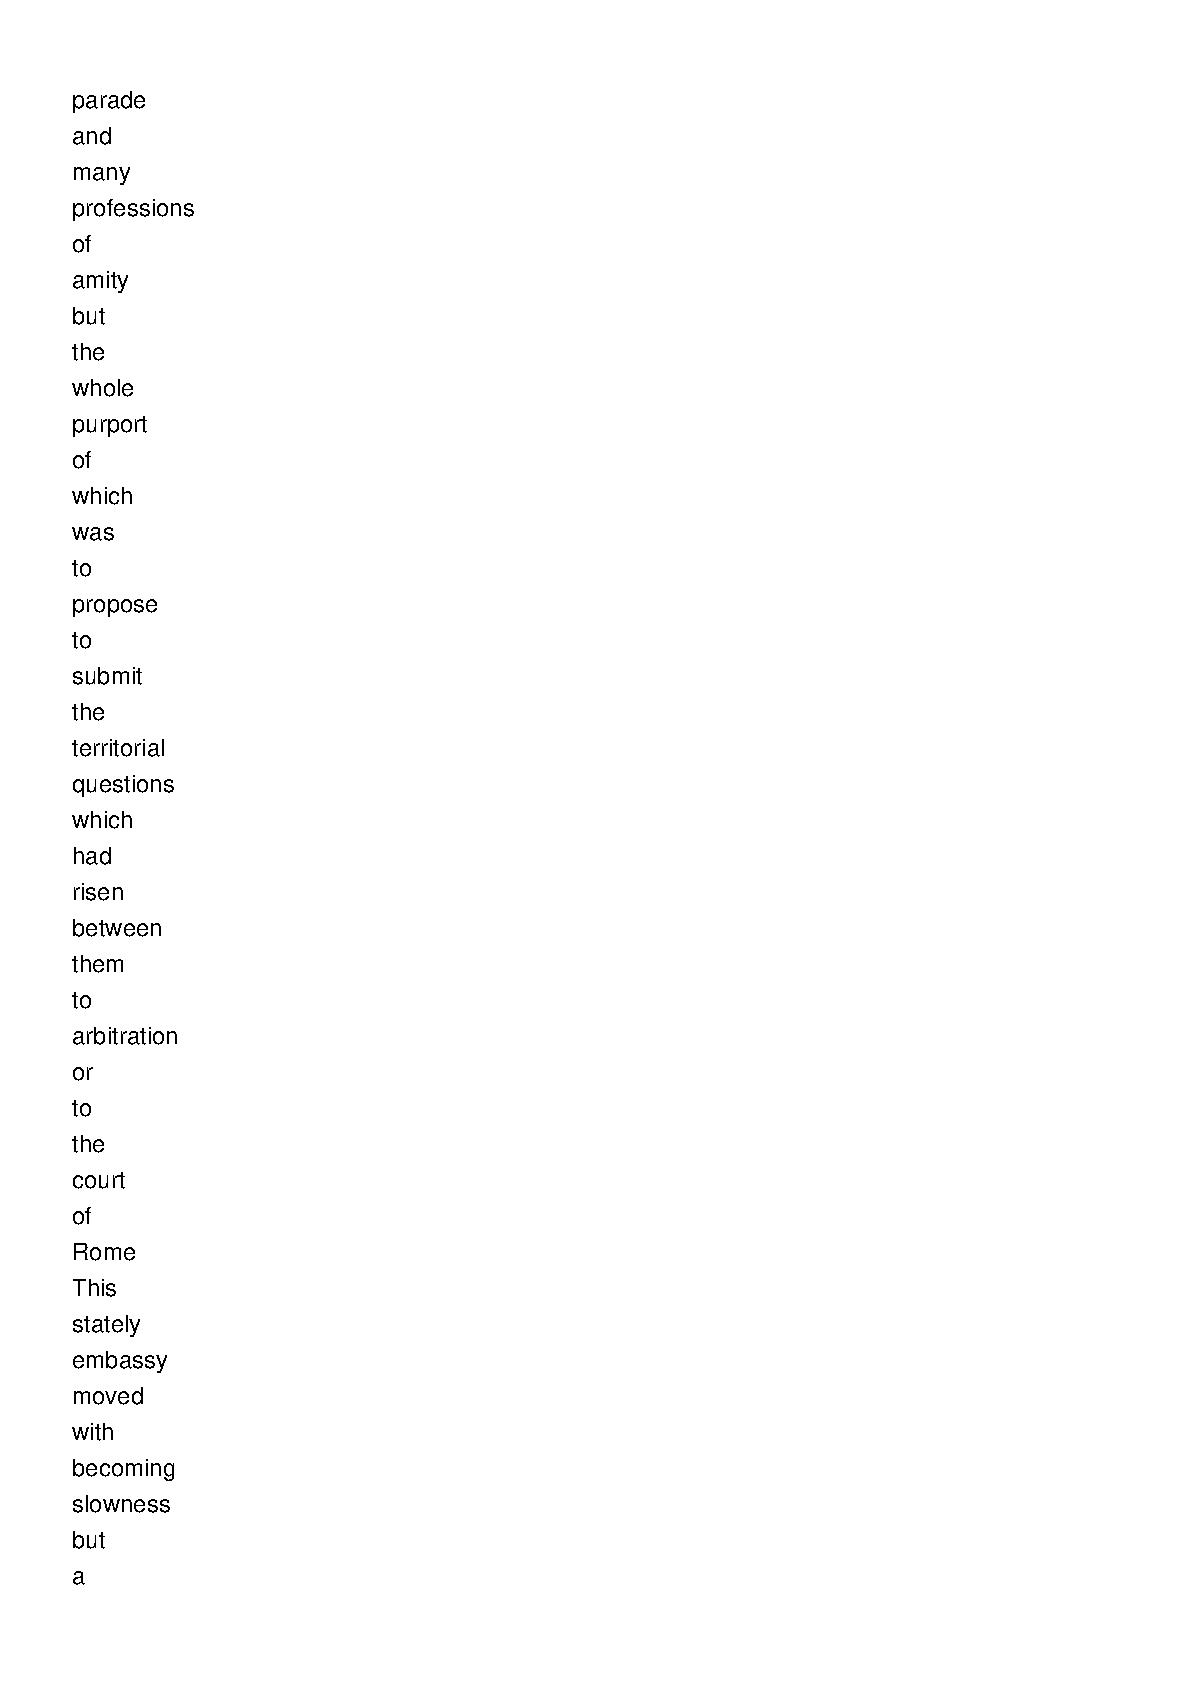 parade
and
many
professions
of
amity
but
the
whole
purport
of
which
was
to
propose
to
submit
the
territorial
questions
which
had
risen
between
them
to
arbitration
or
to
the
court
of
Rome
This
stately
embassy
moved
with
becoming
slowness
but
a